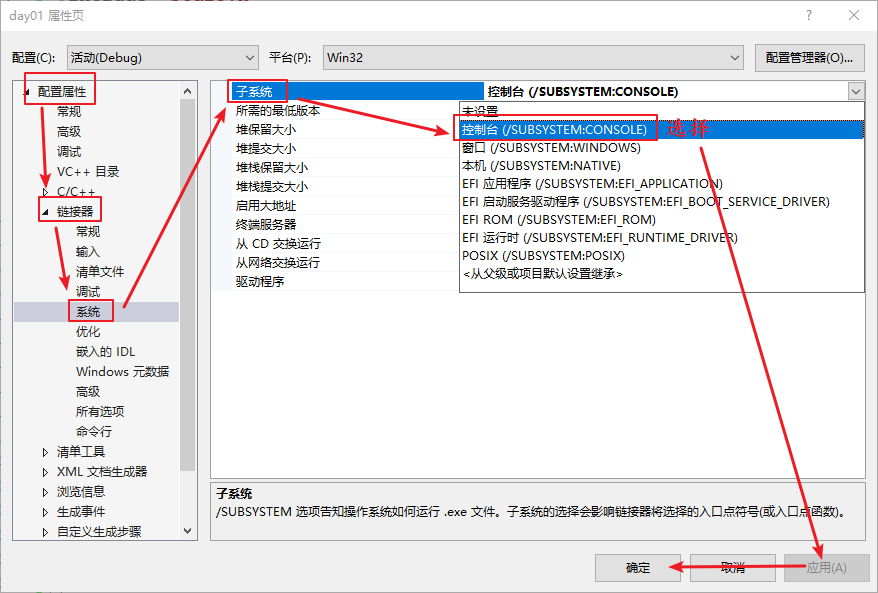 day01 属性页
配置(C): 活动(Debug) 平台(P): Win32 配置管理器(O)...
配置属性
常规
高级
调试
VC++ 目录
C/C++
链接器
常规
输入
清单文件
调试
系统
优化
嵌入的 IDL
Windows 元数据
高级
所有选项
命令行
清单工具
XML 文档生成器
浏览信息
生成事件
自定义生成步骤
子系统 控制台 (/SUBSYSTEM:CONSOLE)
所需的最低版本
堆保留大小
堆提交大小
堆栈保留大小
堆栈提交大小
启用大地址
终端服务器
从 CD 交换运行
从网络交换运行
驱动程序
未设置
控制台 (/SUBSYSTEM:CONSOLE) 选择
窗口 (/SUBSYSTEM:WINDOWS)
本机 (/SUBSYSTEM:NATIVE)
EFI 应用程序 (/SUBSYSTEM:EFI_APPLICATION)
EFI 启动服务驱动程序 (/SUBSYSTEM:EFI_BOOT_SERVICE_DRIVER)
EFI ROM (/SUBSYSTEM:EFI_ROM)
EFI 运行时 (/SUBSYSTEM:EFI_RUNTIME_DRIVER)
POSIX (/SUBSYSTEM:POSIX)
<从父级或项目默认设置继承>
子系统
/SUBSYSTEM 选项告知操作系统如何运行 .exe 文件。子系统的选择会影响链接器将选择的入口点符号(或入口点函数)。
确定 取消 应用(A)